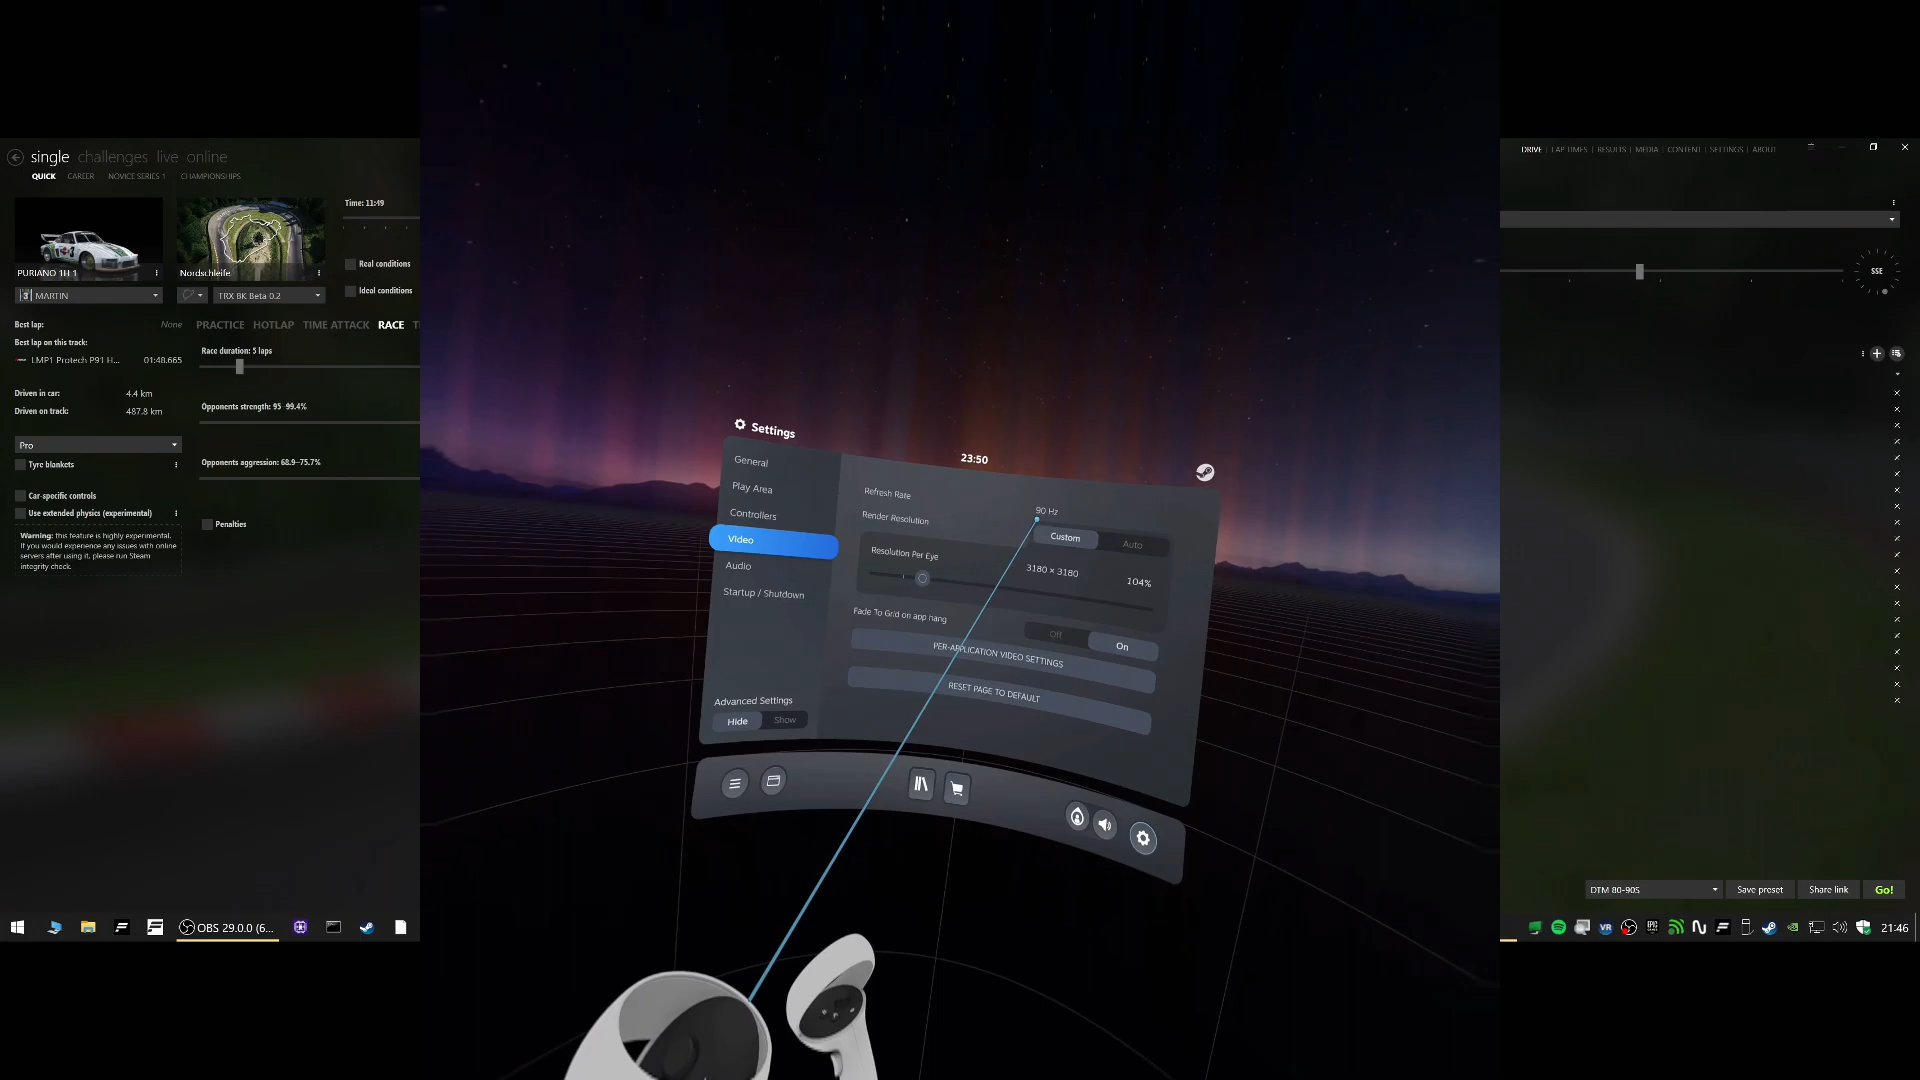 single challenges live online
QUICK CAREER NOVICE SERIES 1 CHAMPIONSHIPS
PURIANO 1H 1
MARTIN
Nordschleife
TRX BK Beta 0.2
Time: 11:49
Real conditions
Ideal conditions
Best lap: None
Best lap on this track:
LMP1 Protech P91 H... 01:48.665
Driven in car: 4.4 km
Driven on track: 487.8 km
Pro
Tyre blankets
Car-specific controls
Use extended physics (experimental)
Warning: this feature is highly experimental.
If you would experience any issues with online
servers after using it, please run Steam
integrity check.
PRACTICE HOTLAP TIME ATTACK RACE T
Race duration: 5 laps
Opponents strength: 95–99.4%
Opponents aggression: 68.9–75.7%
Penalties
OBS 29.0.0 (6...
Settings
23:50
General
Play Area
Controllers
Video
Audio
Startup / Shutdown
Advanced Settings
Hide Show
Refresh Rate 90 Hz
Render Resolution Custom Auto
Resolution Per Eye 3180 × 3180 104%
Fade To Grid on app hang Off On
PER-APPLICATION VIDEO SETTINGS
RESET PAGE TO DEFAULT
DRIVE | LAP TIMES | RESULTS | MEDIA | CONTENT | SETTINGS | ABOUT
SSE
DTM 80-90S Save preset Share link Go!
VR EPIC 21:46